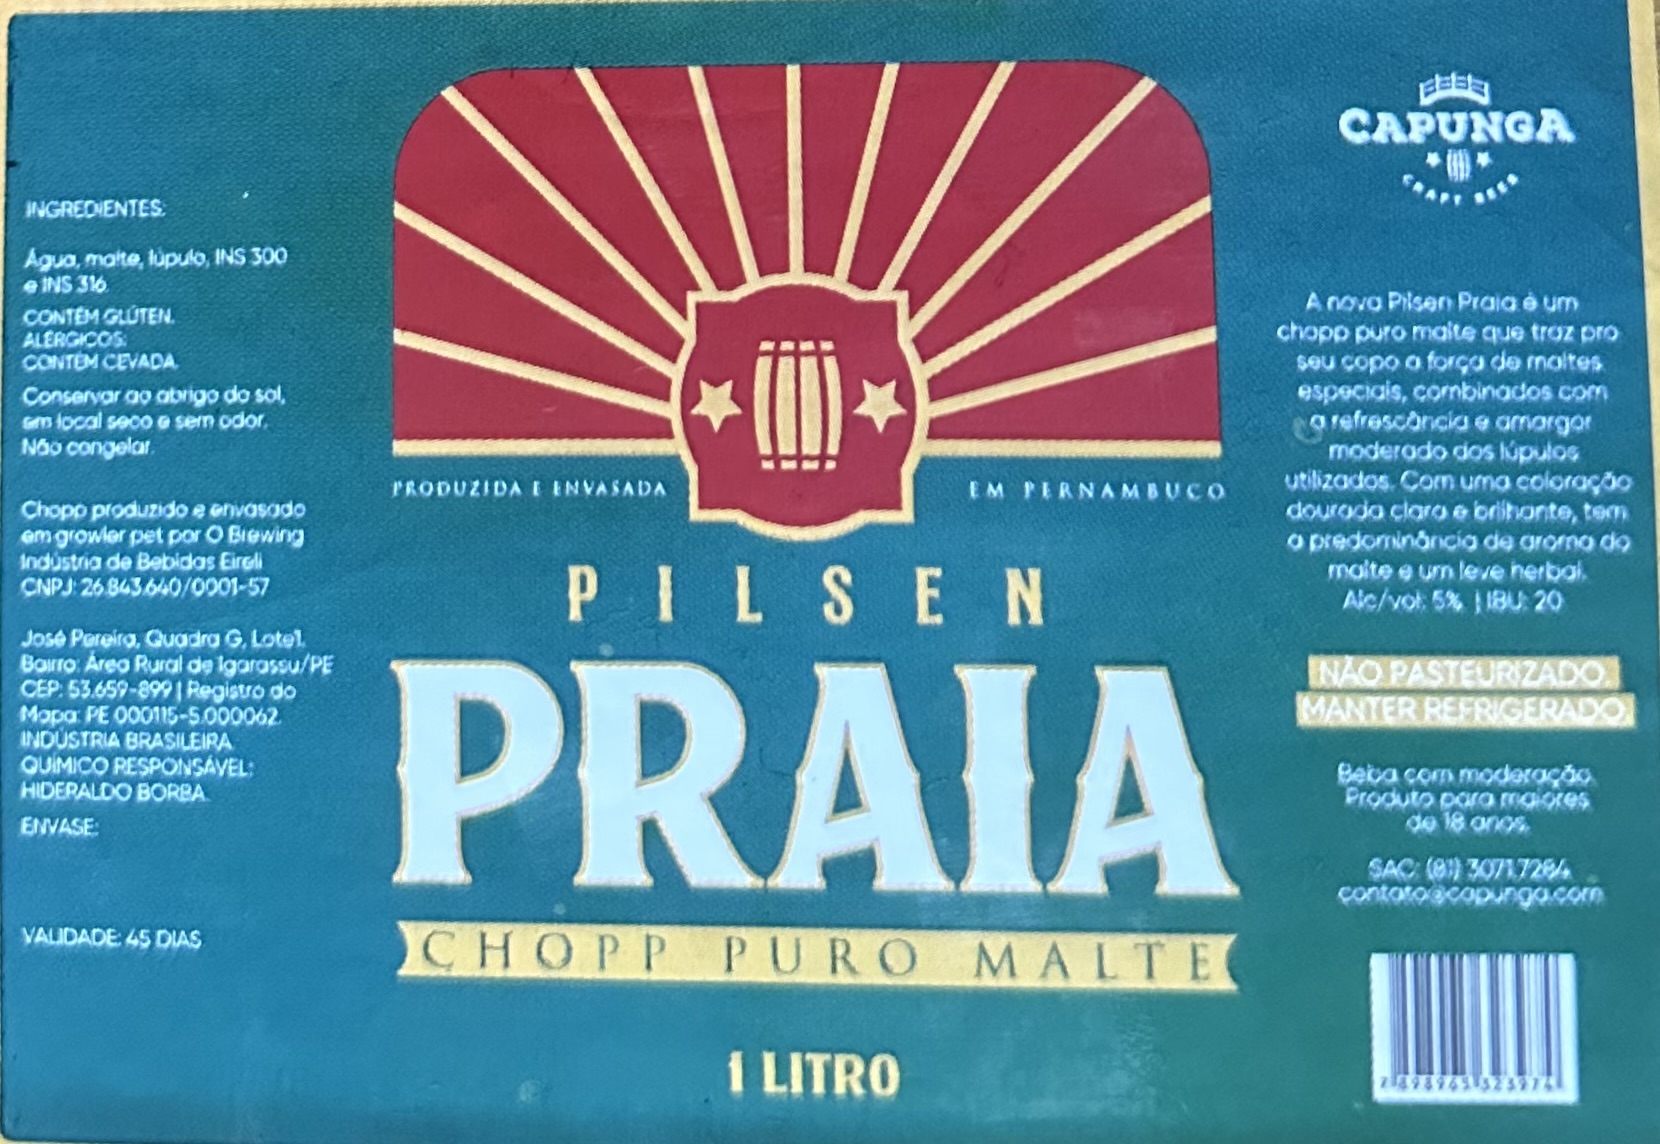 INGREDIENTES:
Água, malte, lúpulo, INS 300
e INS 316.
CONTÉM GLÚTEN.
ALÉRGICOS:
CONTÉM CEVADA.
Conservar ao abrigo do sol,
em local seco e sem odor.
Não congelar.
Chopp produzido e envasado
em growler pet por O Brewing
Indústria de Bebidas Eireli
CNPJ: 26.843.640/0001-57
José Pereira, Quadra G, Lote1.
Bairro: Área Rural de Igarassu/PE
CEP: 53.659-899 | Registro do
Mapa: PE 000115-5.000062.
INDÚSTRIA BRASILEIRA
QUÍMICO RESPONSÁVEL:
HIDERALDO BORBA.
ENVASE:
VALIDADE: 45 DIAS
PRODUZIDA E ENVASADA
EM PERNAMBUCO
PILSEN
PRAIA
CHOPP PURO MALTE
1 LITRO
CAPUNGA
CRAFT BEER
A nova Pilsen Praia é um
chopp puro malte que traz pro
seu copo a força de maltes
especiais, combinados com
a refrescância e amargor
moderado dos lúpulos
utilizados. Com uma coloração
dourada clara e brilhante, tem
a predominância de aroma do
malte e um leve herbal.
Alc/vol: 5% | IBU: 20
NÃO PASTEURIZADO.
MANTER REFRIGERADO.
Beba com moderação.
Produto para maiores
de 18 anos.
SAC: (81) 3071.7284
contato@capunga.com
7 898965 323974